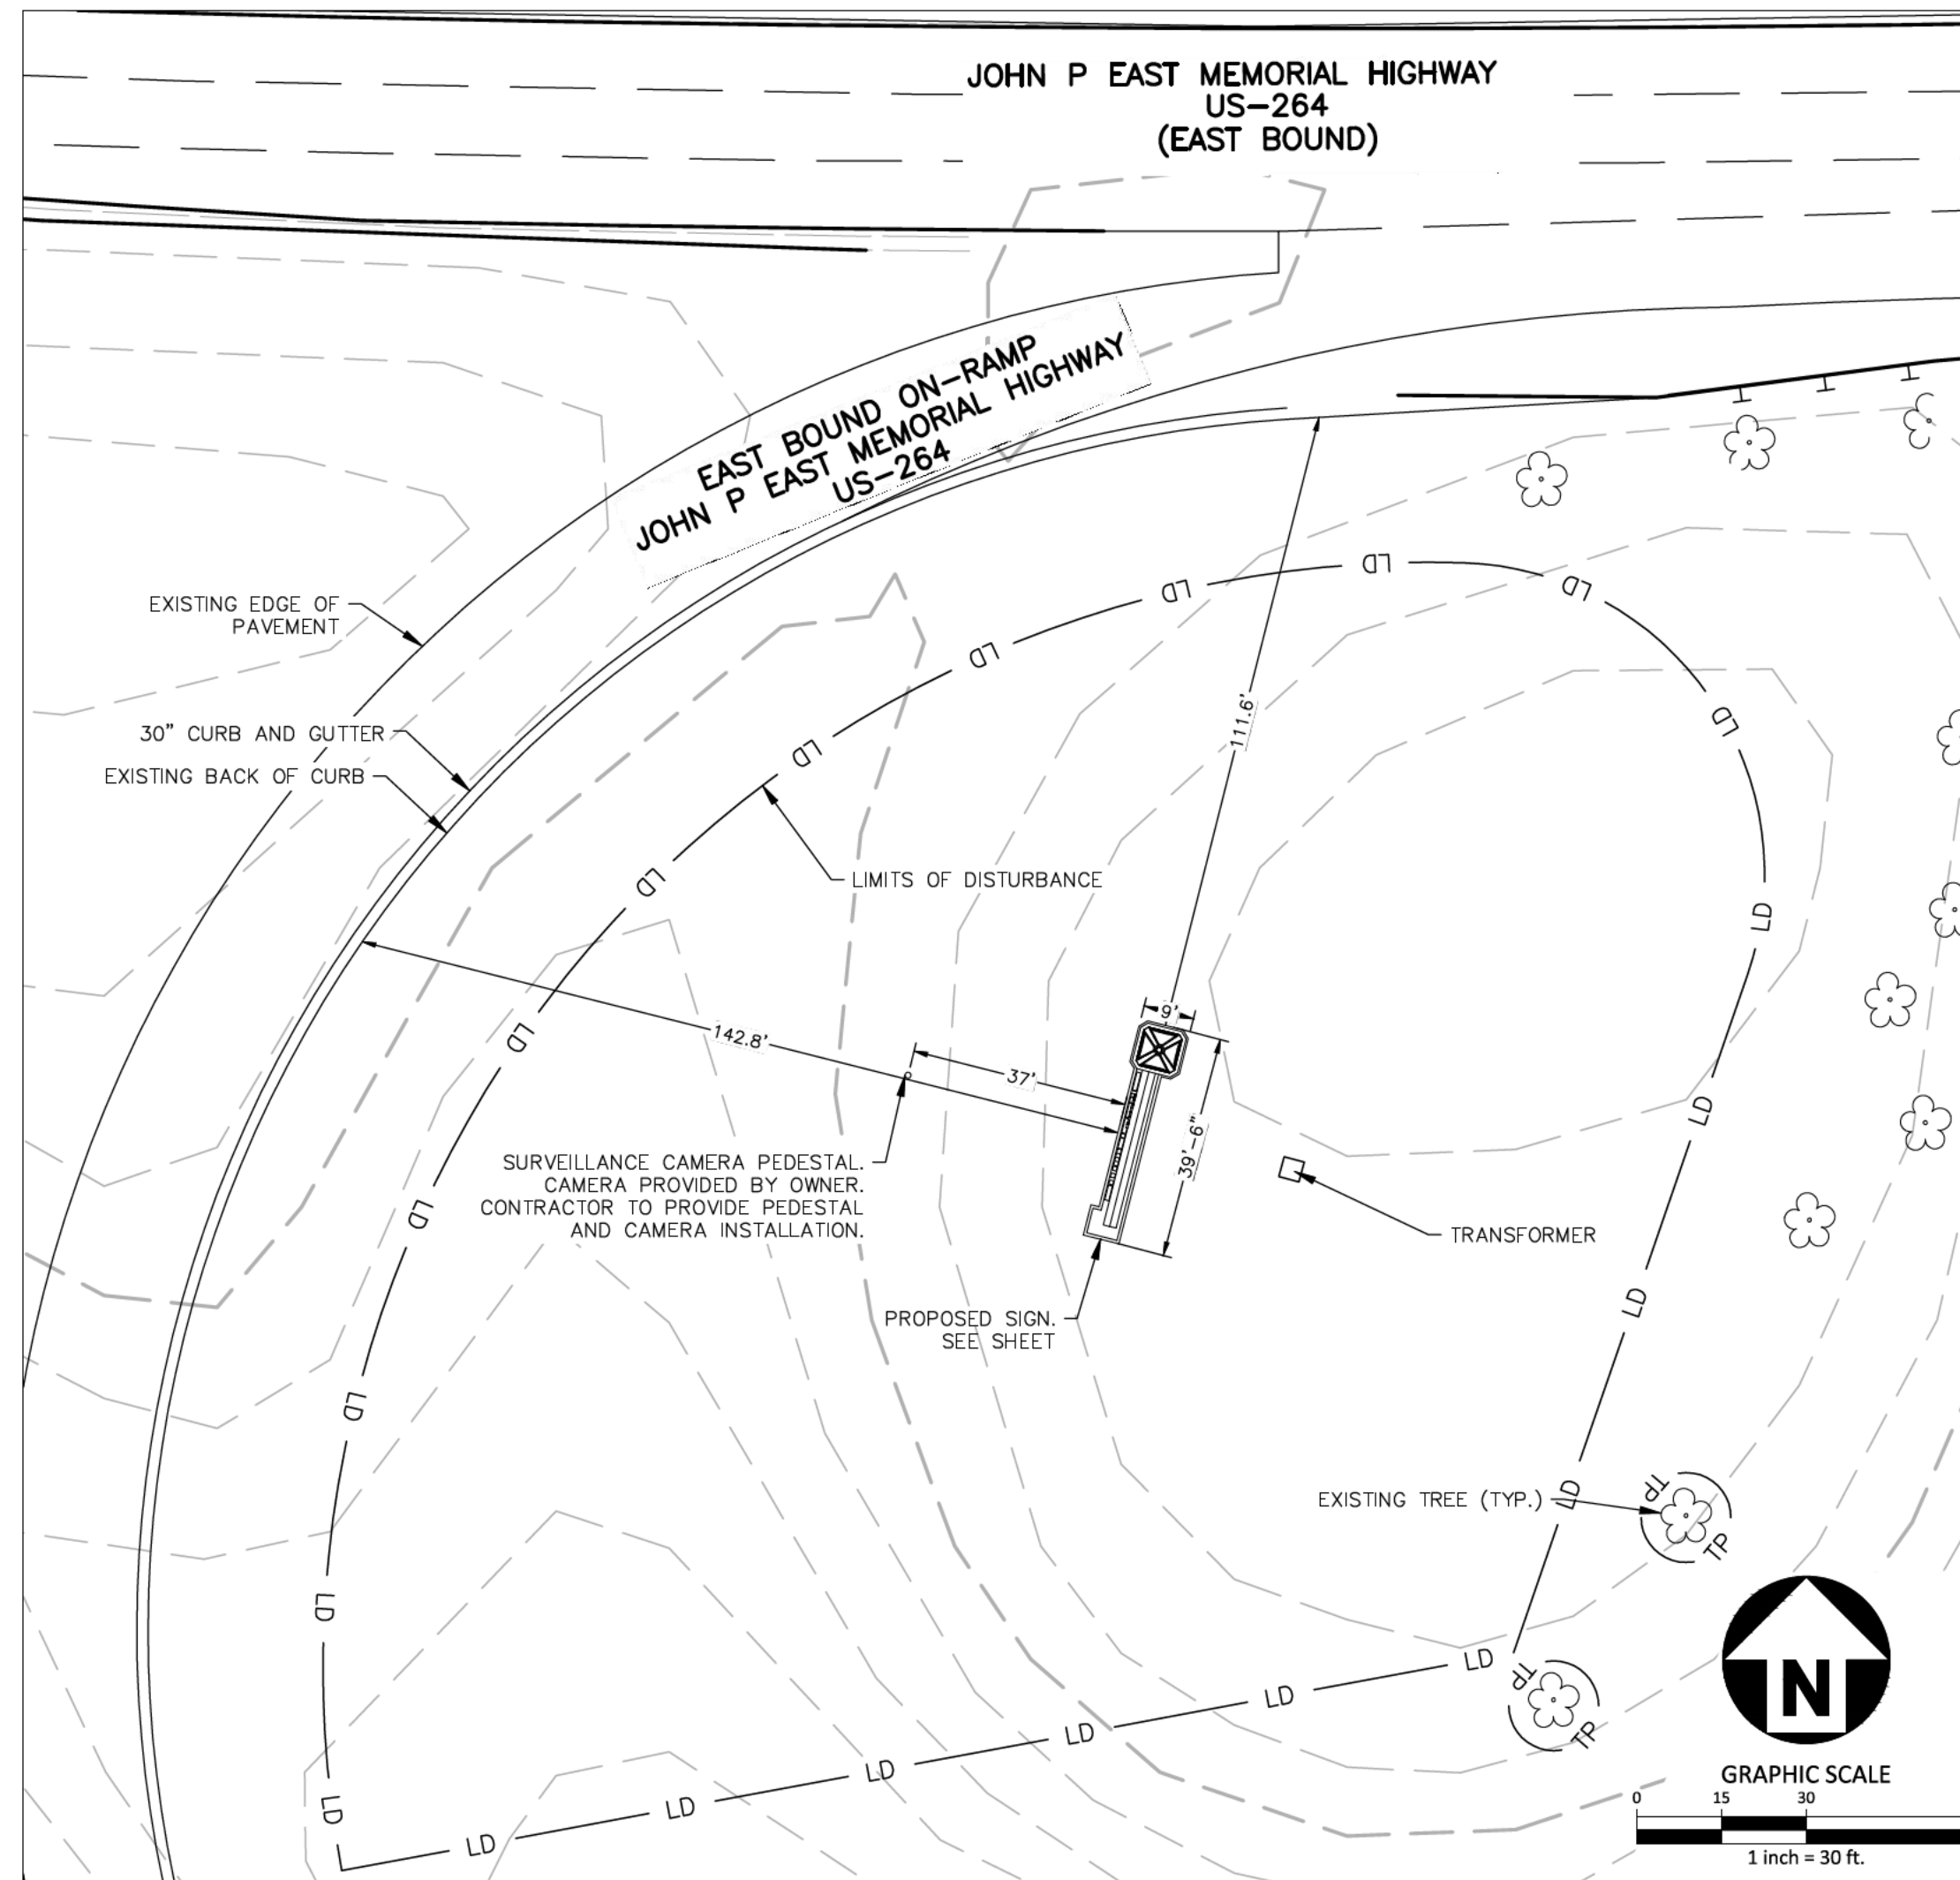 JOHN P EAST MEMORIAL HIGHWAY
US-264
(EAST BOUND)
EAST BOUND ON-RAMP
JOHN P EAST MEMORIAL HIGHWAY
US-264
EXISTING EDGE OF
PAVEMENT
30" CURB AND GUTTER
EXISTING BACK OF CURB
LD
LD
LD
LD
LD
LD
LD
LIMITS OF DISTURBANCE
111.6'
LD
LD
LD
LD
LD
LD
LD
142.8'
37'
9'
39'-6"
SURVEILLANCE CAMERA PEDESTAL.
CAMERA PROVIDED BY OWNER.
CONTRACTOR TO PROVIDE PEDESTAL
AND CAMERA INSTALLATION.
TRANSFORMER
PROPOSED SIGN.
SEE SHEET
LD
LD
EXISTING TREE (TYP.)
LD
TP
TP
LD
LD
LD
LD
LD
LD
LD
TP
TP
N
GRAPHIC SCALE
0 15 30
1 inch = 30 ft.